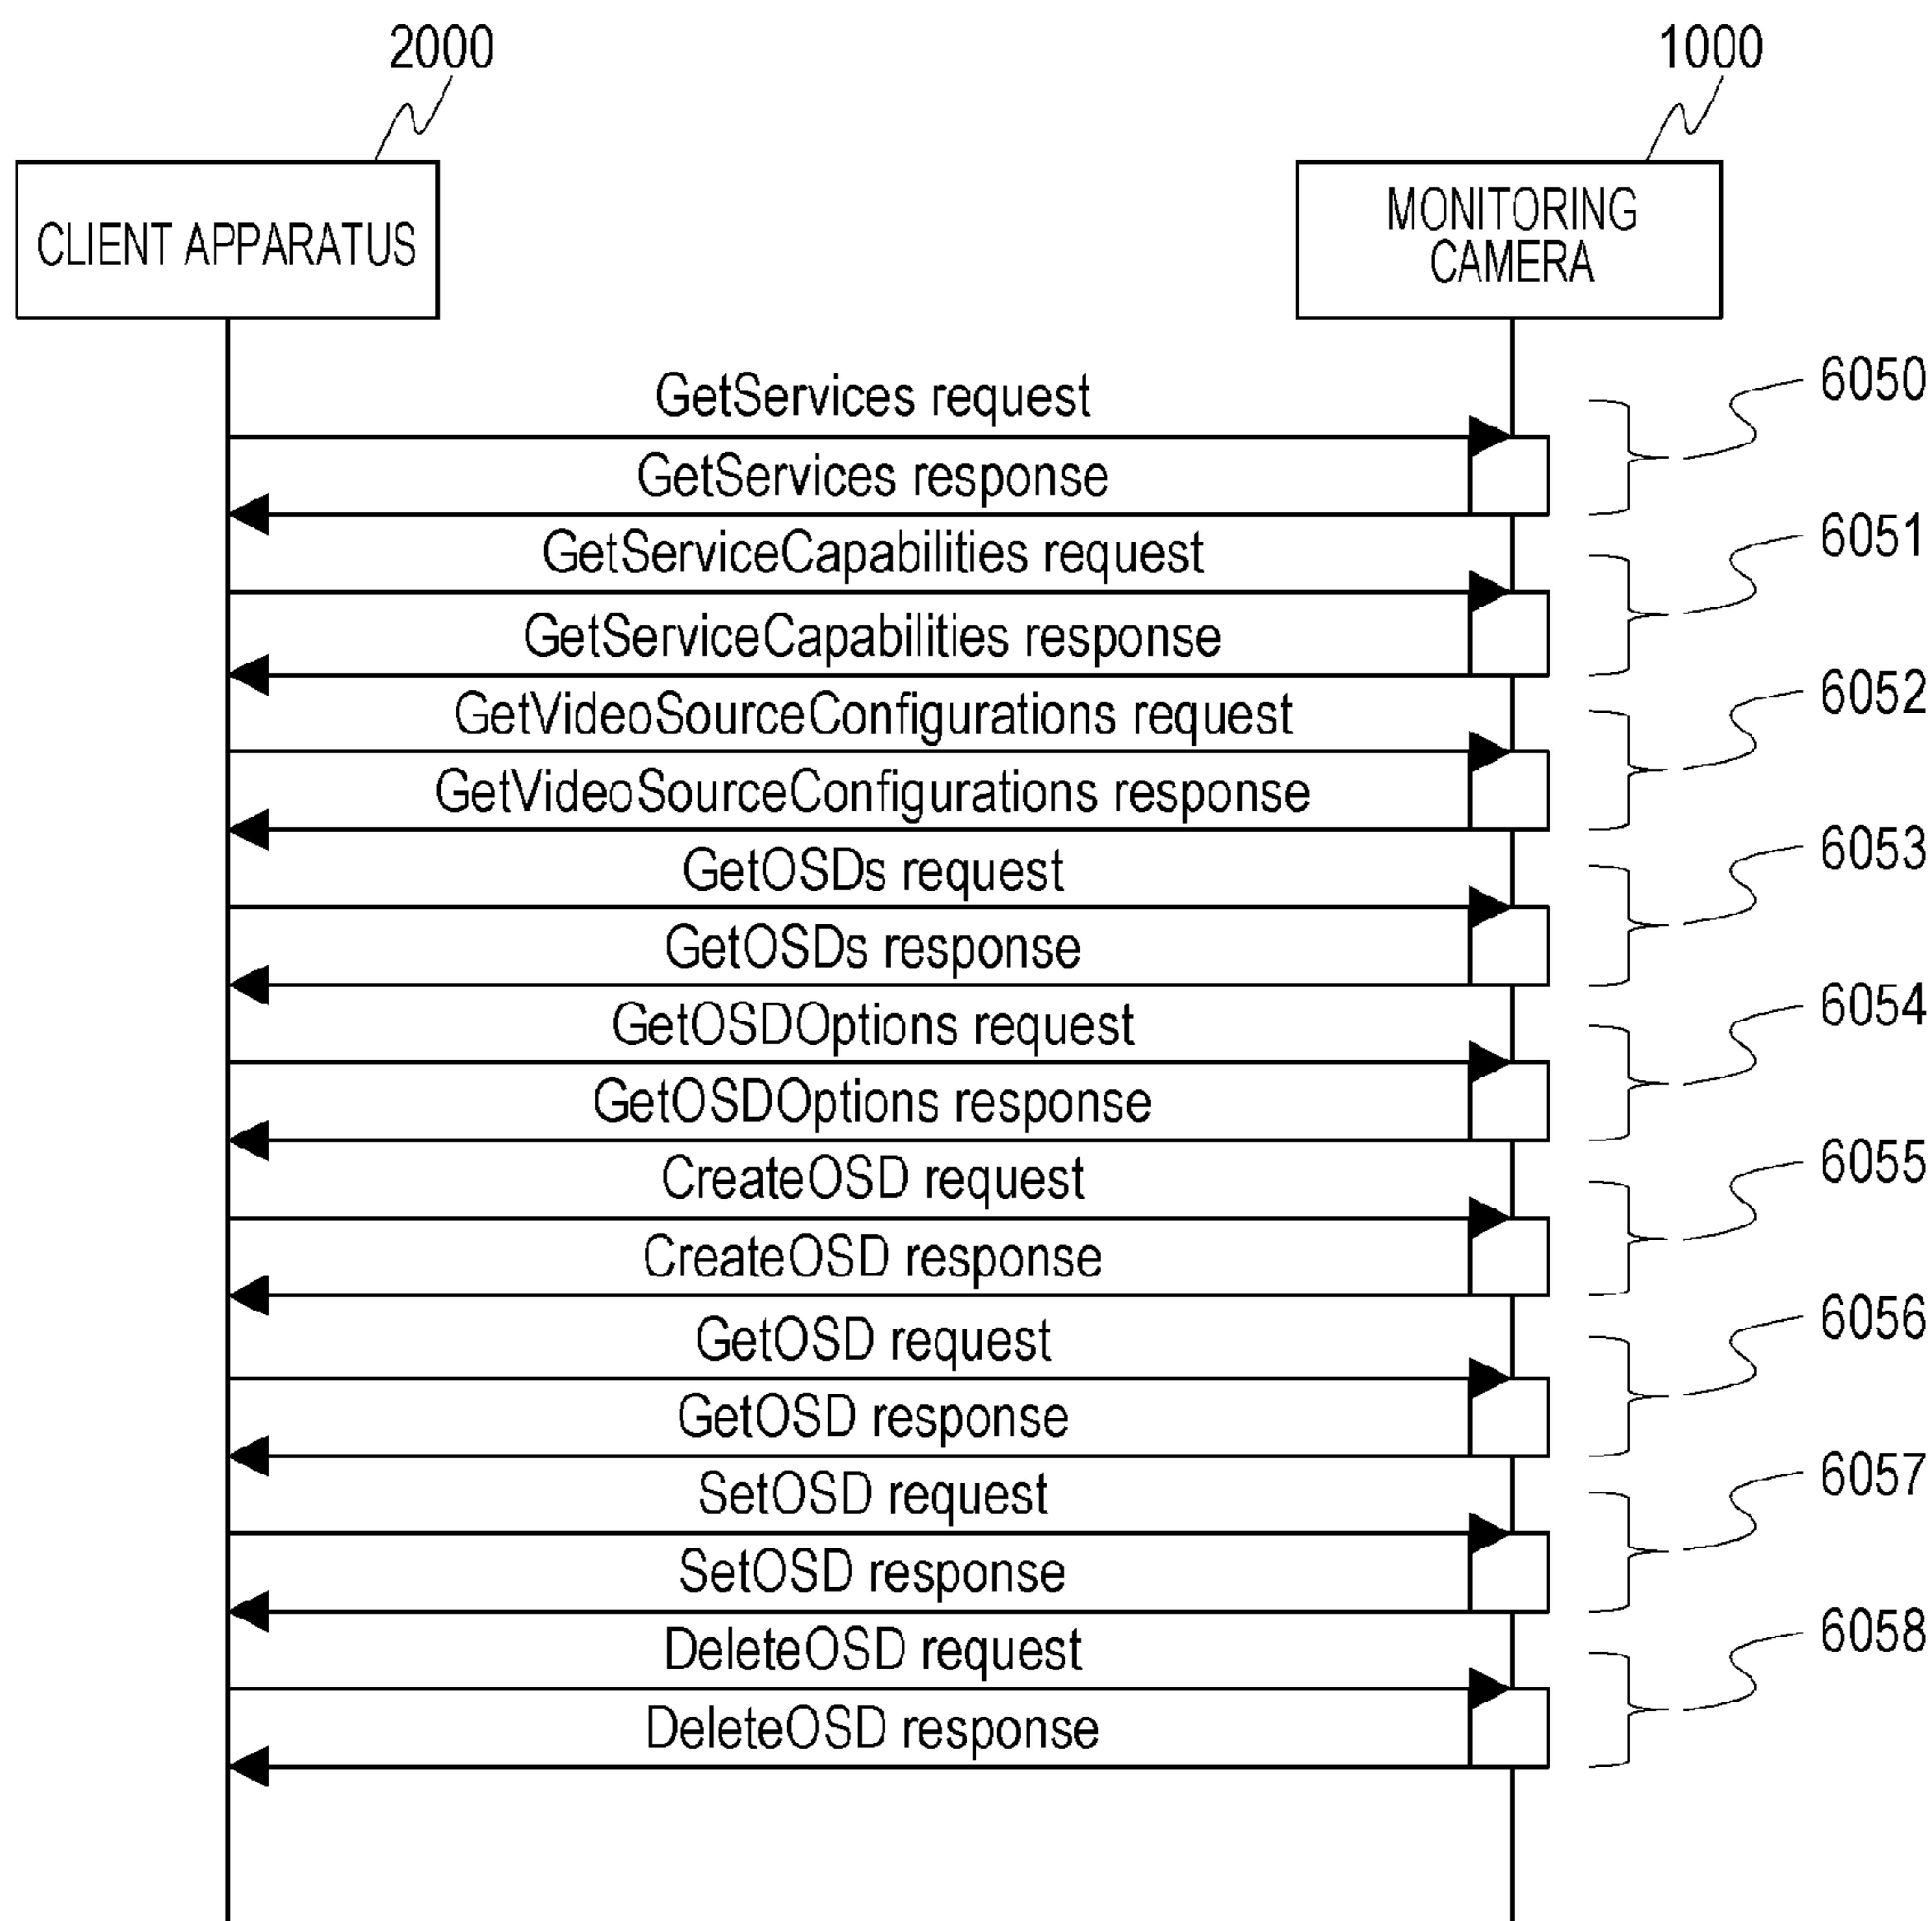 2000
1000
CLIENT APPARATUS
MONITORING
CAMERA
GetServices request
6050
GetServices response
GetServiceCapabilities request
6051
GetServiceCapabilities response
GetVideoSourceConfigurations request
6052
GetVideoSourceConfigurations response
GetOSDs request
6053
GetOSDs response
GetOSDOptions request
6054
GetOSDOptions response
CreateOSD request
6055
CreateOSD response
GetOSD request
6056
GetOSD response
SetOSD request
6057
SetOSD response
DeleteOSD request
6058
DeleteOSD response